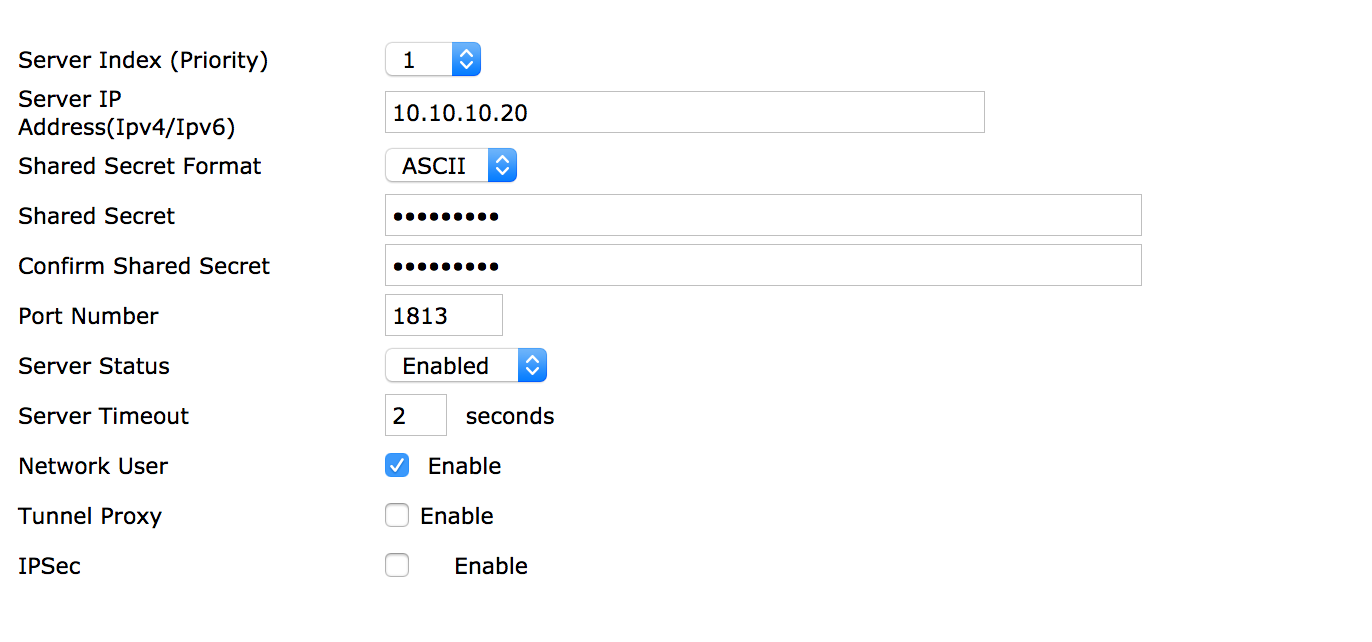 Server Index (Priority) 1
Server IP
Address(Ipv4/Ipv6) 10.10.10.20
Shared Secret Format ASCII
Shared Secret •••••••••
Confirm Shared Secret •••••••••
Port Number 1813
Server Status Enabled
Server Timeout 2 seconds
Network User Enable
Tunnel Proxy Enable
IPSec Enable